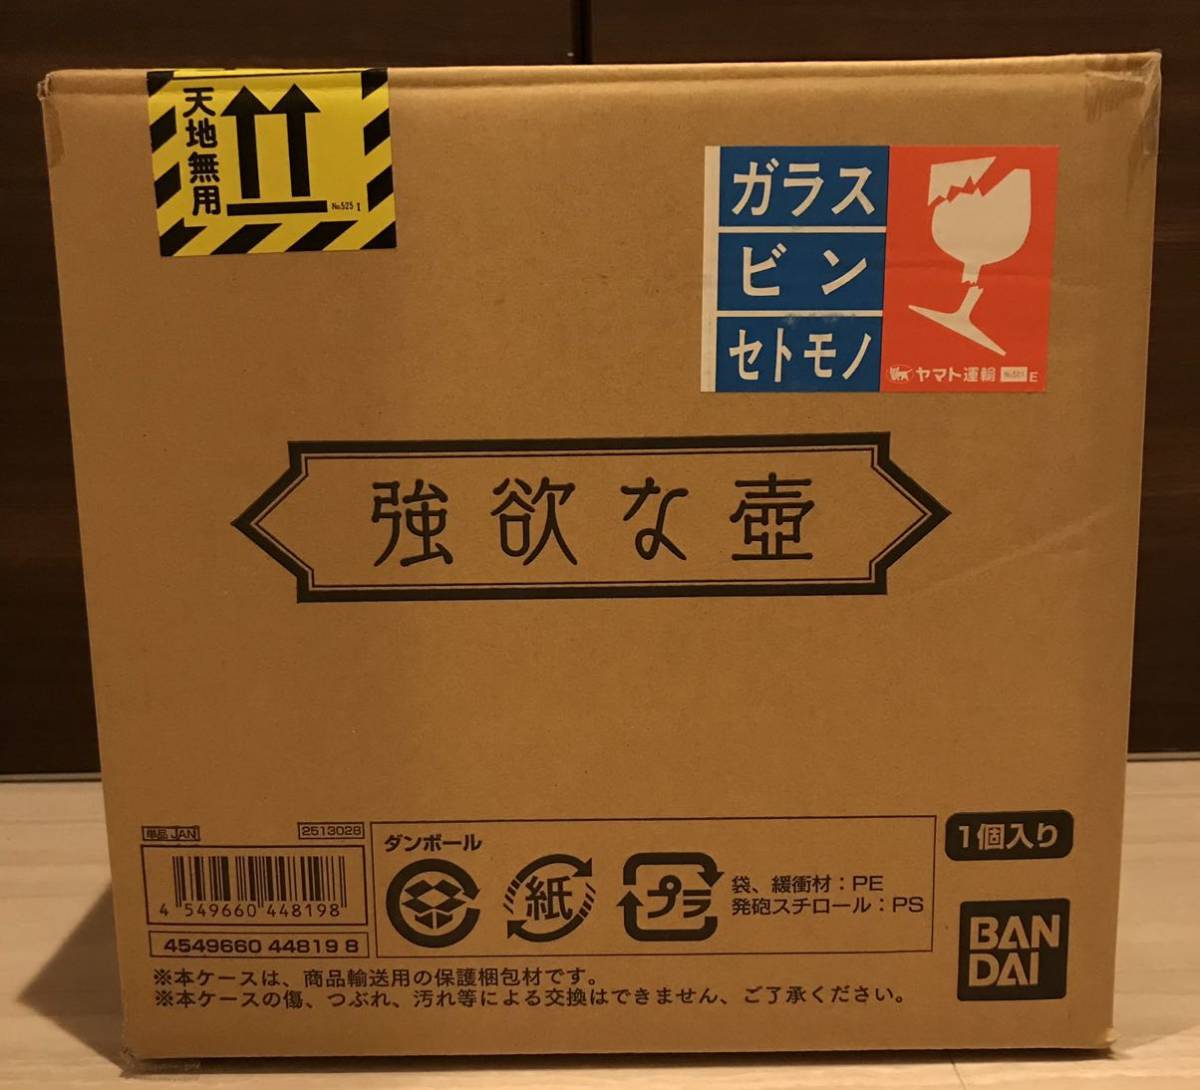 天地無用
No.525 I
ガラス
ビン
セトモノ
ヤマト運輸 No.521 E
強欲な壺
単品 JAN
2513028
4 549660 448198
4549660 44819 8
ダンボール
紙
プラ
袋、緩衝材：PE
発砲スチロール：PS
1個入り
BAN
DAI
※本ケースは、商品輸送用の保護梱包材です。
※本ケースの傷、つぶれ、汚れ等による交換はできません、ご了承ください。